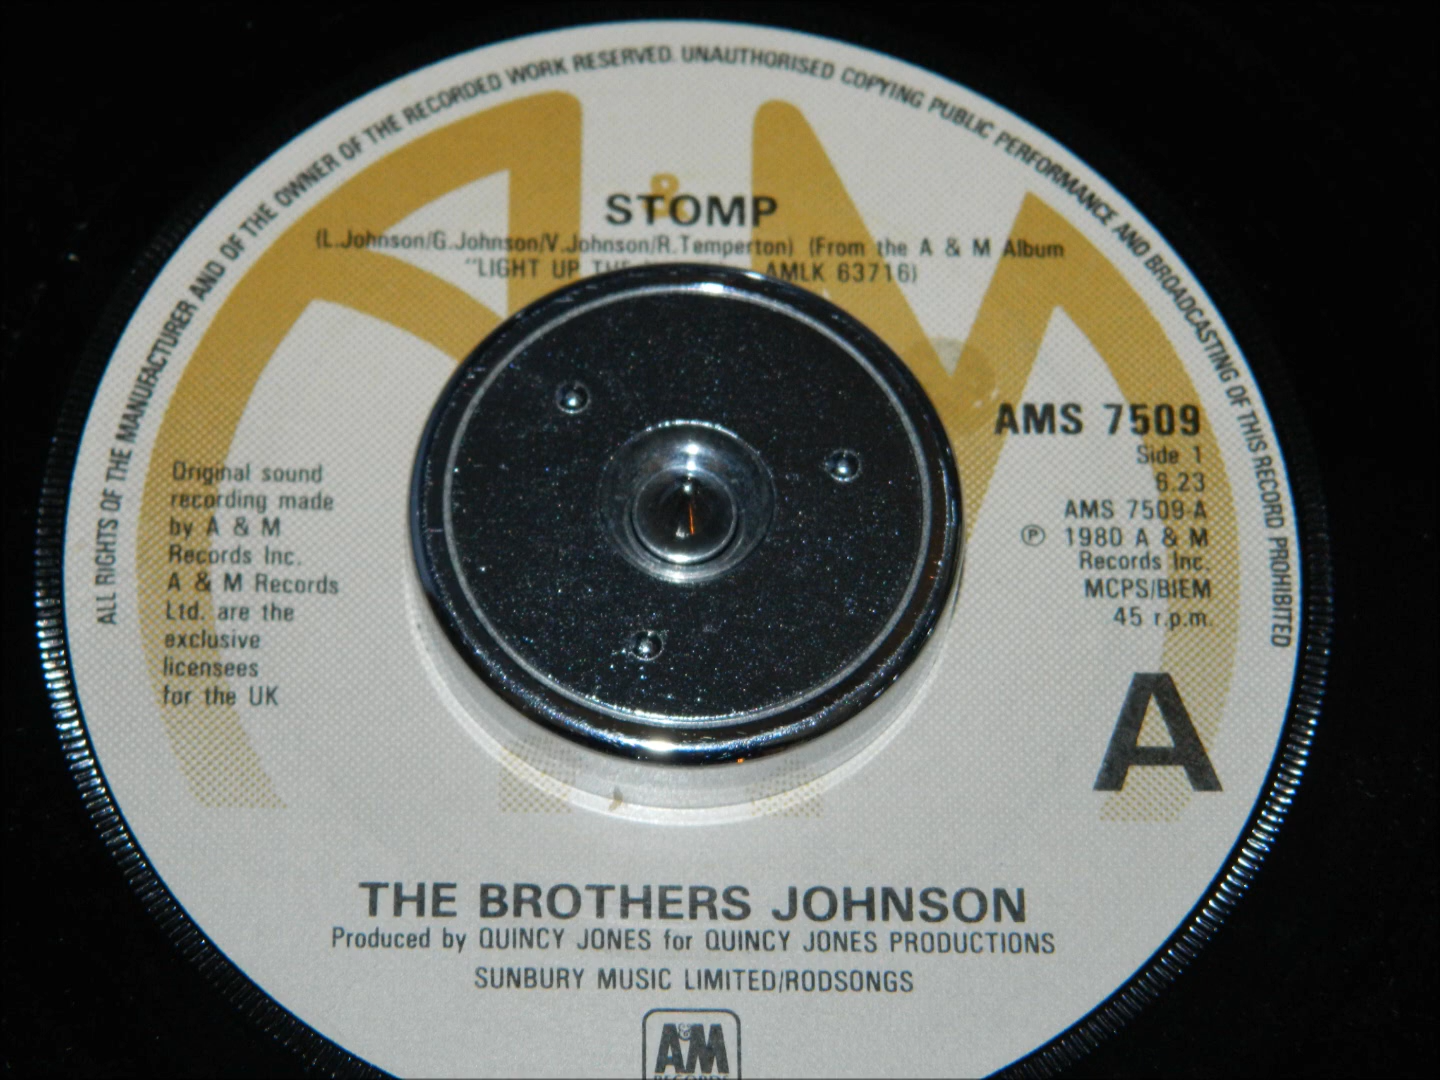 ALL RIGHTS OF THE MANUFACTURER AND OF THE OWNER OF THE RECORDED WORK RESERVED. UNAUTHORISED COPYING PUBLIC PERFORMANCE AND BROADCASTING OF THIS RECORD PROHIBITED
&
STOMP
(L.Johnson/G.Johnson/V.Johnson/R.Temperton) (From the A & M Album
"LIGHT UP THE AMLK 63716)
AMS 7509
Side 1
6.23
AMS 7509-A
℗ 1980 A & M
Records Inc.
MCPS/BIEM
45 r.p.m.
Original sound
recording made
by A & M
Records Inc.
A & M Records
Ltd. are the
exclusive
licensees
for the UK
A
THE BROTHERS JOHNSON
Produced by QUINCY JONES for QUINCY JONES PRODUCTIONS
SUNBURY MUSIC LIMITED/RODSONGS
A&M
RECORDS